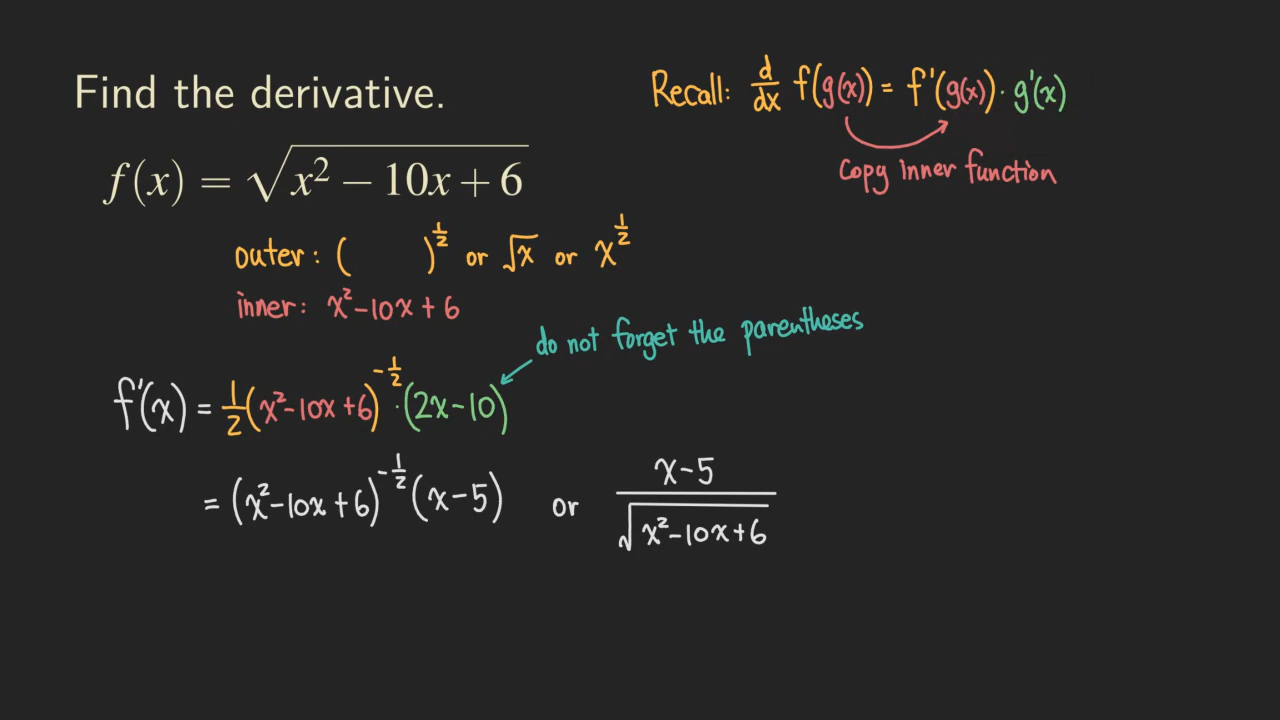 Find the derivative.
Recall: d/dx f(g(x)) = f'(g(x)) · g'(x)
copy inner function
f(x) = √(x² − 10x + 6)
outer: (   )^(1/2) or √x or x^(1/2)
inner: x² − 10x + 6
do not forget the parentheses
f'(x) = 1/2 (x² − 10x + 6)^(−1/2) · (2x − 10)
= (x² − 10x + 6)^(−1/2) (x − 5) or (x − 5)/√(x² − 10x + 6)